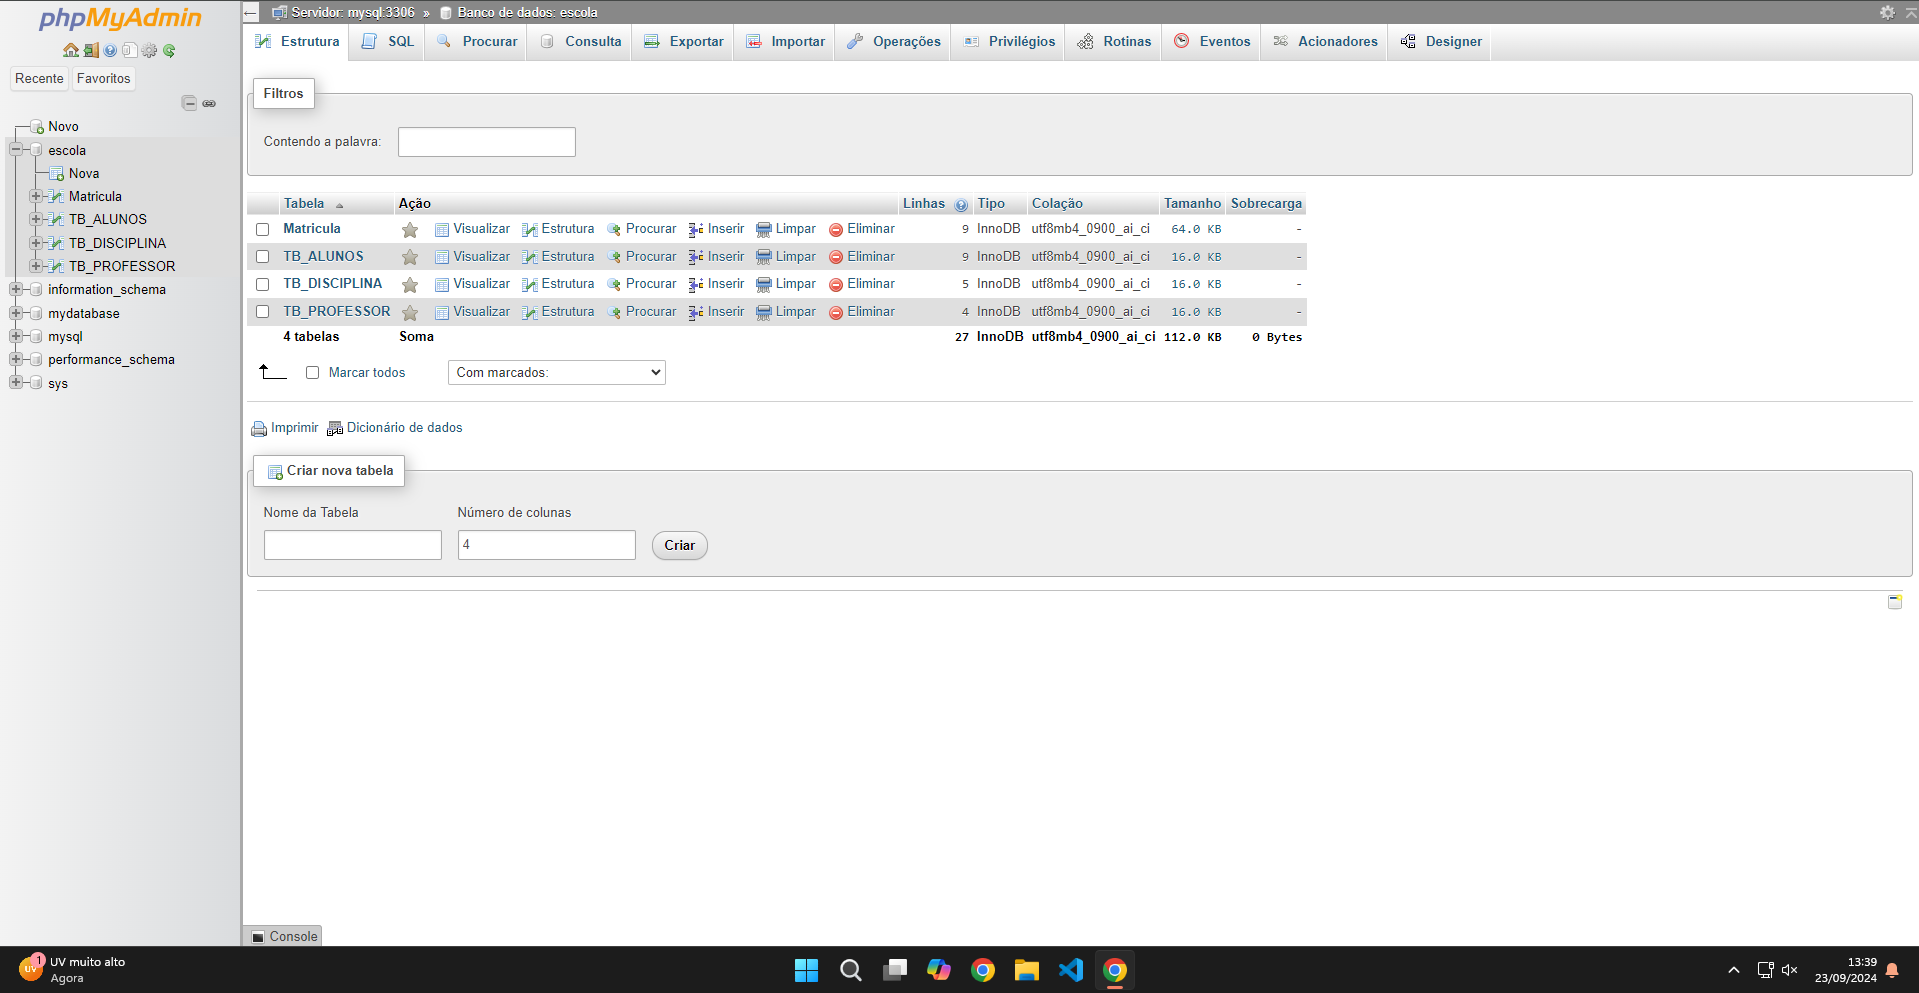 phpMyAdmin
Recente Favoritos
Novo
escola
Nova
Matricula
TB_ALUNOS
TB_DISCIPLINA
TB_PROFESSOR
information_schema
mydatabase
mysql
performance_schema
sys
Servidor: mysql:3306 » Banco de dados: escola
Estrutura SQL Procurar Consulta Exportar Importar Operações Privilégios Rotinas Eventos Acionadores Designer
Filtros
Contendo a palavra:
Tabela Ação Linhas Tipo Colação Tamanho Sobrecarga
Matricula Visualizar Estrutura Procurar Inserir Limpar Eliminar 9 InnoDB utf8mb4_0900_ai_ci 64.0 KB -
TB_ALUNOS Visualizar Estrutura Procurar Inserir Limpar Eliminar 9 InnoDB utf8mb4_0900_ai_ci 16.0 KB -
TB_DISCIPLINA Visualizar Estrutura Procurar Inserir Limpar Eliminar 5 InnoDB utf8mb4_0900_ai_ci 16.0 KB -
TB_PROFESSOR Visualizar Estrutura Procurar Inserir Limpar Eliminar 4 InnoDB utf8mb4_0900_ai_ci 16.0 KB -
4 tabelas Soma 27 InnoDB utf8mb4_0900_ai_ci 112.0 KB 0 Bytes
Marcar todos Com marcados:
Imprimir Dicionário de dados
Criar nova tabela
Nome da Tabela Número de colunas
4 Criar
Console
UV 1 UV muito alto
Agora
13:39
23/09/2024